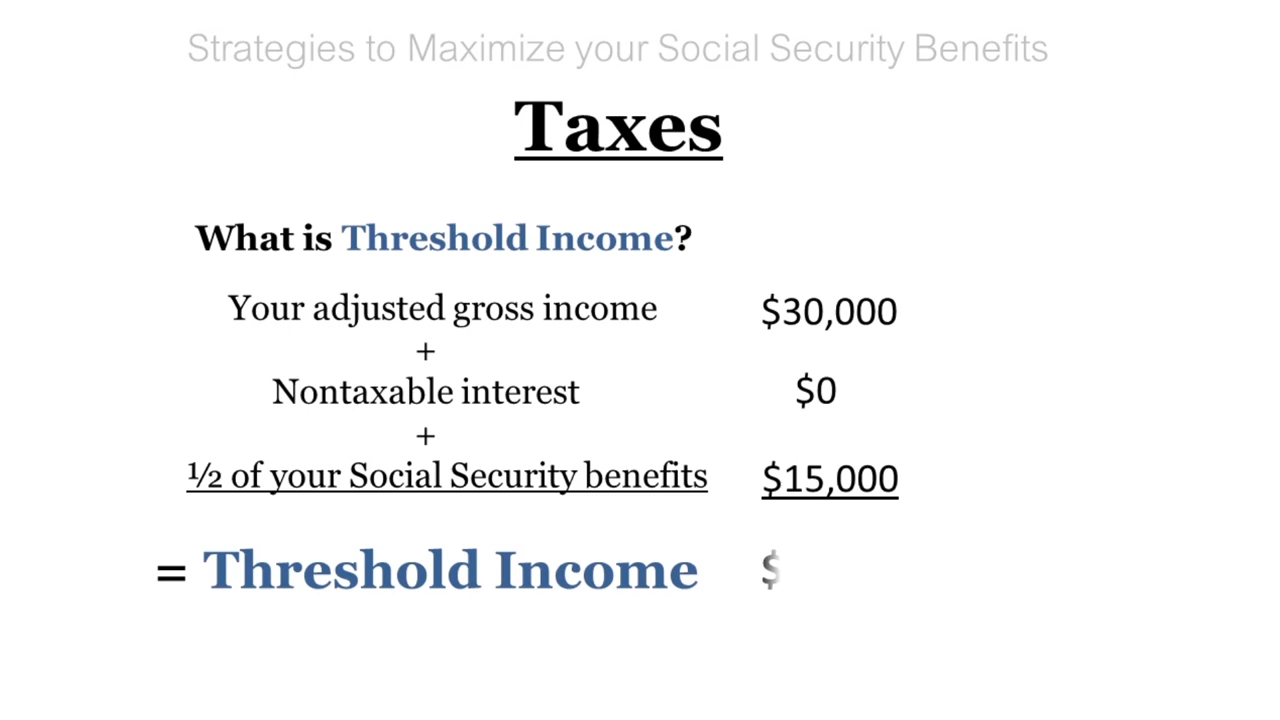 Strategies to Maximize your Social Security Benefits
Taxes
What is Threshold Income?
Your adjusted gross income $30,000
+
Nontaxable interest $0
+
½ of your Social Security benefits $15,000
= Threshold Income $